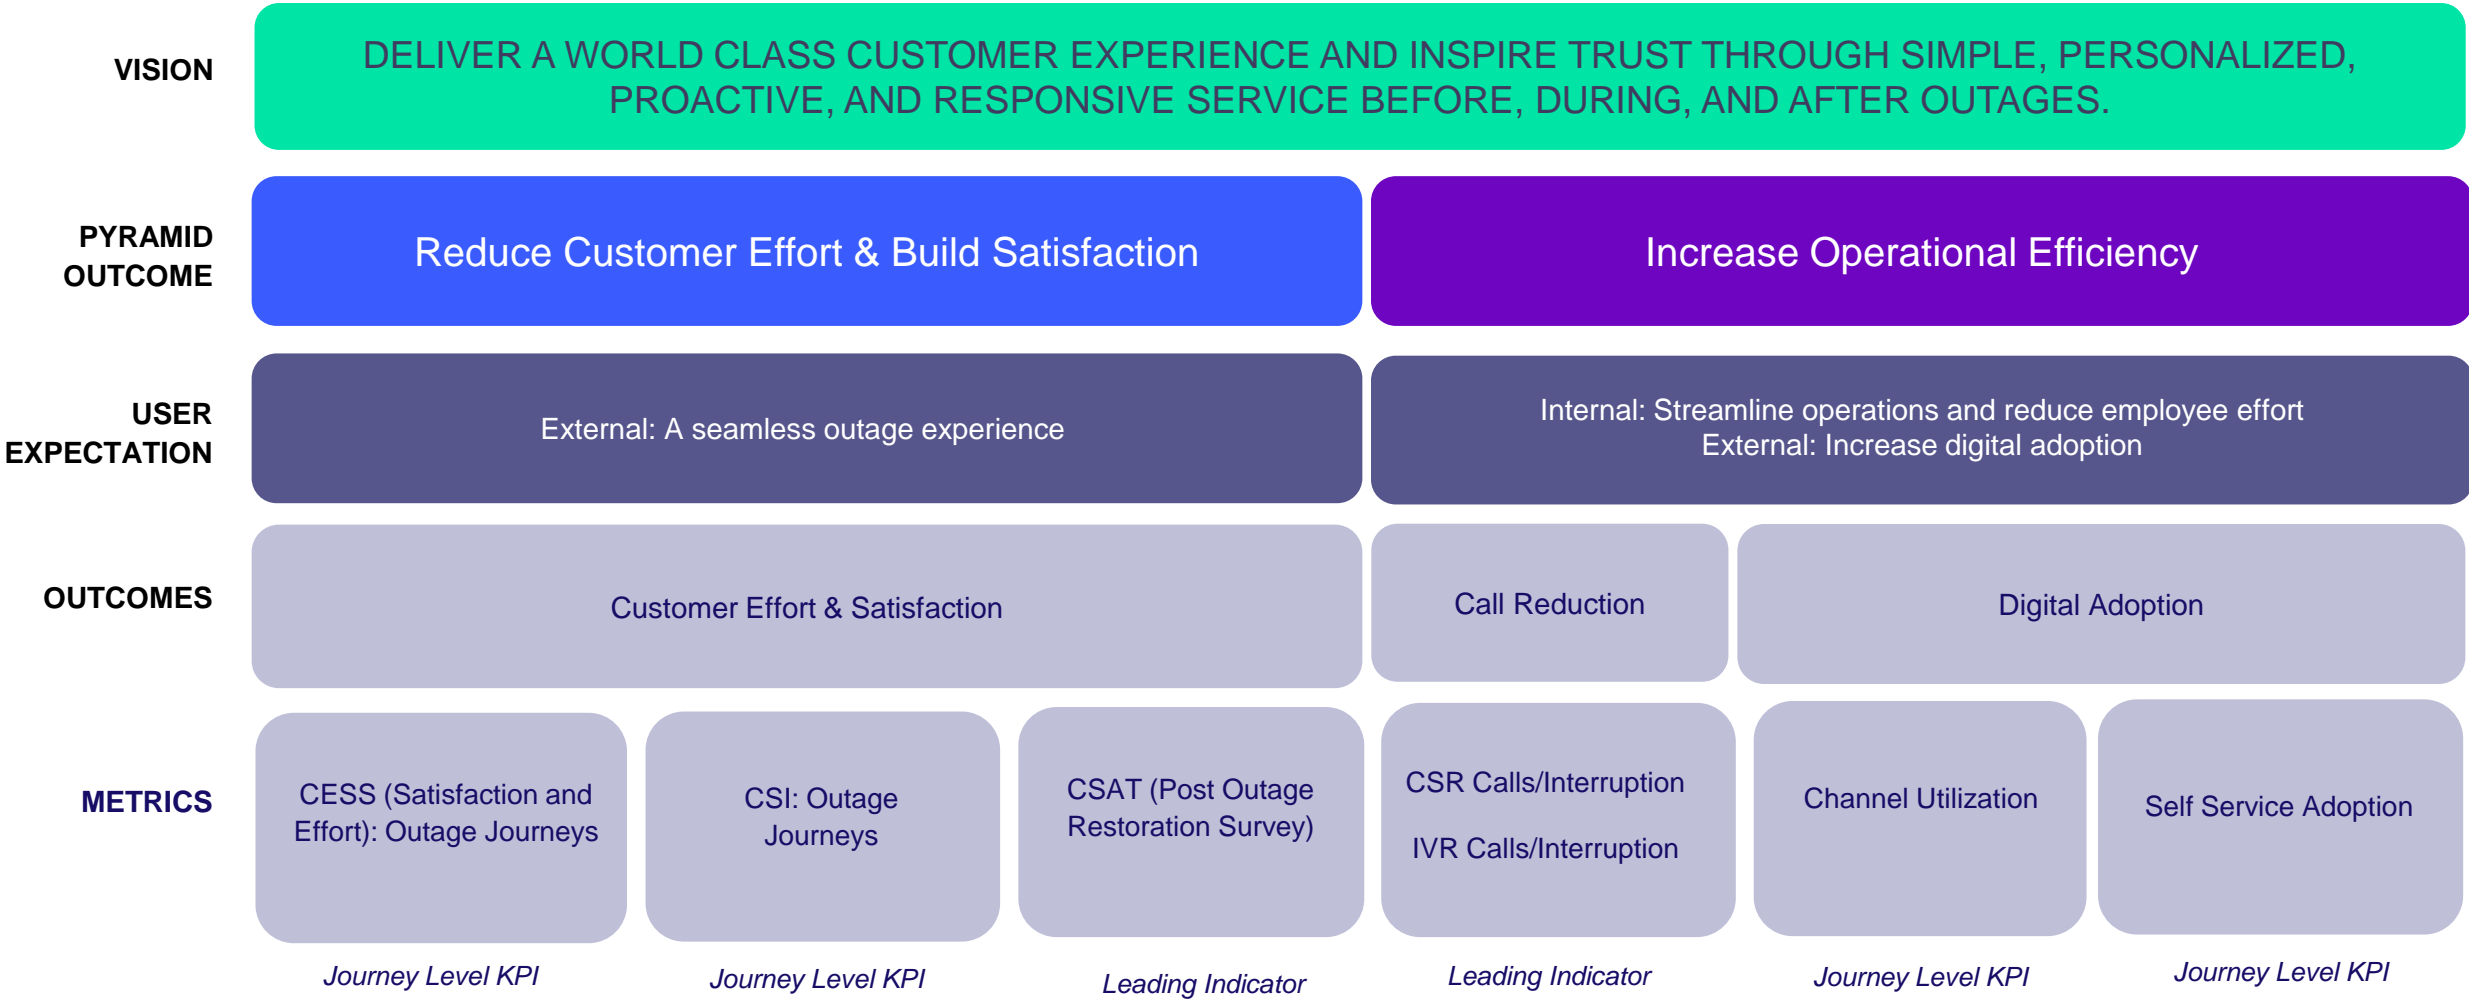 VISION
DELIVER A WORLD CLASS CUSTOMER EXPERIENCE AND INSPIRE TRUST THROUGH SIMPLE, PERSONALIZED,
PROACTIVE, AND RESPONSIVE SERVICE BEFORE, DURING, AND AFTER OUTAGES.
PYRAMID
OUTCOME
Reduce Customer Effort & Build Satisfaction
Increase Operational Efficiency
USER
EXPECTATION
External: A seamless outage experience
Internal: Streamline operations and reduce employee effort
External: Increase digital adoption
OUTCOMES
Customer Effort & Satisfaction
Call Reduction
Digital Adoption
METRICS
CESS (Satisfaction and
Effort): Outage Journeys
CSI: Outage
Journeys
CSAT (Post Outage
Restoration Survey)
CSR Calls/Interruption
IVR Calls/Interruption
Channel Utilization
Self Service Adoption
Journey Level KPI
Journey Level KPI
Leading Indicator
Leading Indicator
Journey Level KPI
Journey Level KPI